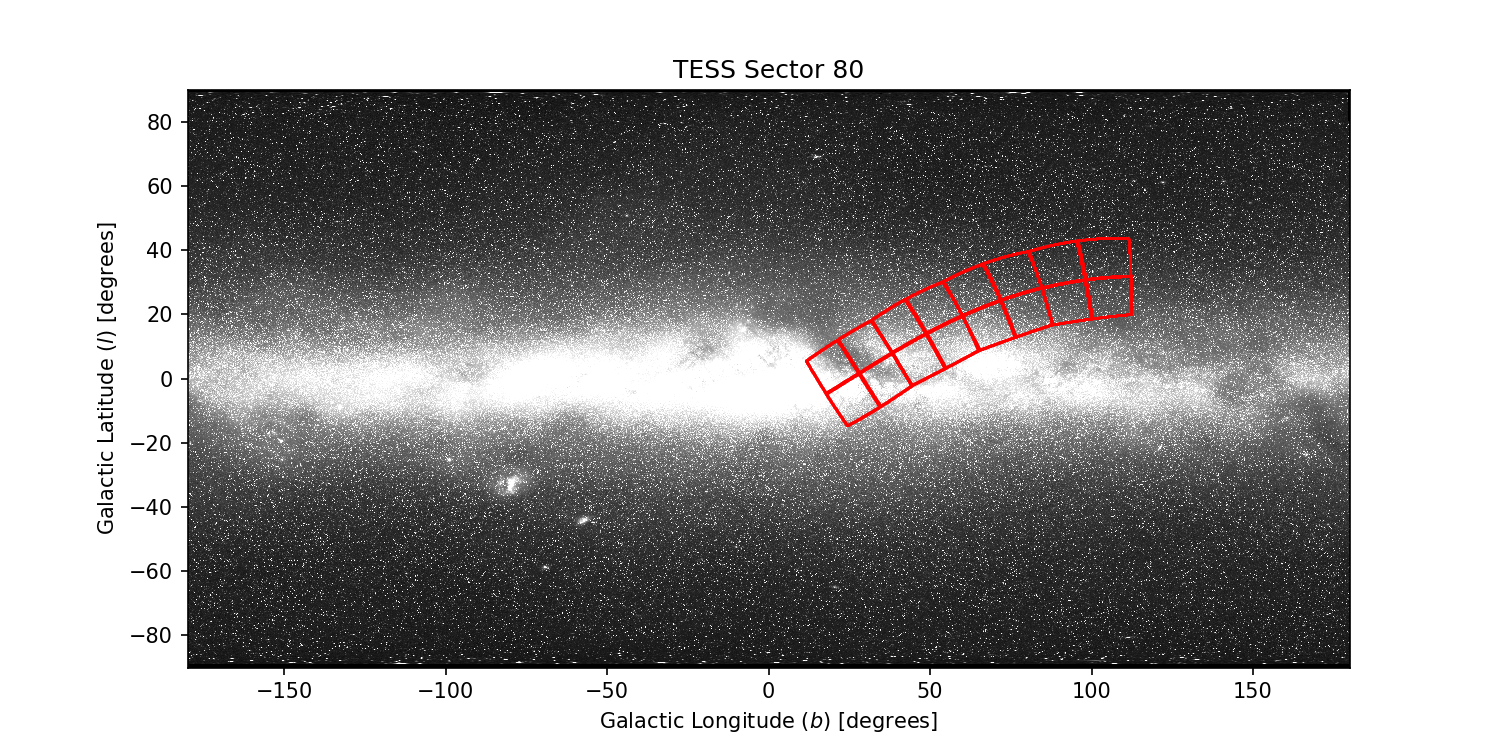 TESS Sector 80
80
60
40
20
0
−20
−40
−60
−80
Galactic Latitude (l) [degrees]
−150 −100 −50 0 50 100 150
Galactic Longitude (b) [degrees]